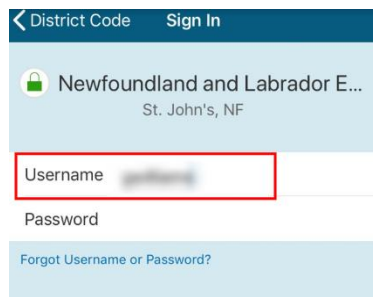 District Code Sign In
Newfoundland and Labrador E...
St. John's, NF
Username
Password
Forgot Username or Password?